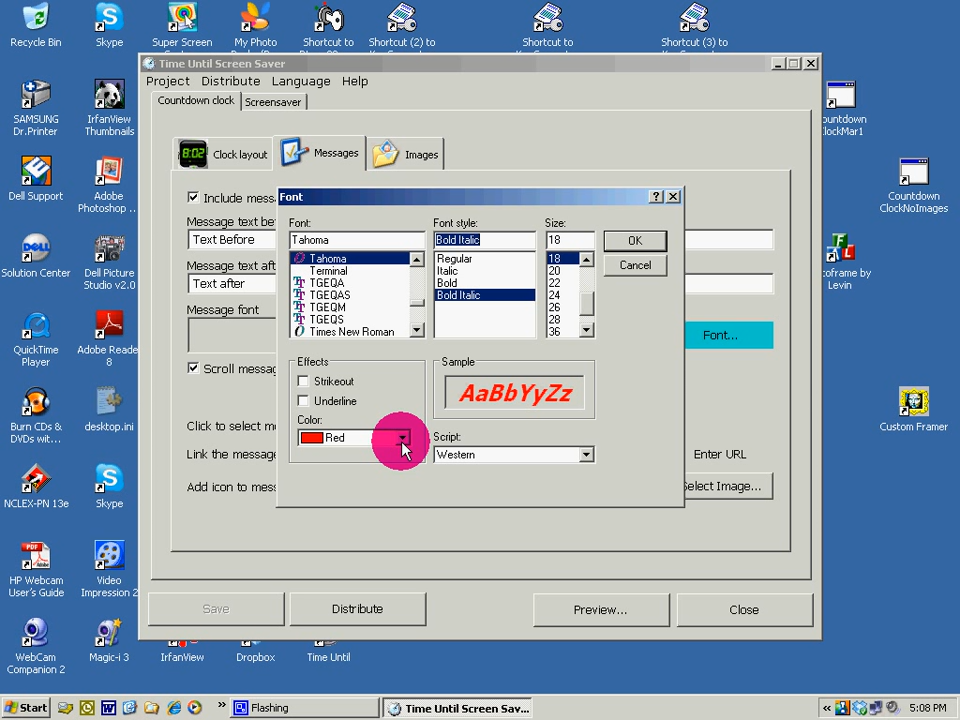 Recycle Bin
Skype
Super Screen
My Photo
Shortcut to
Shortcut (2) to
Shortcut to
Shortcut (3) to
Time Until Screen Saver
Project Distribute Language Help
Countdown clock Screensaver
SAMSUNG
Dr.Printer
IrfanView
Thumbnails
8:02 Clock layout Messages Images
Dell Support
Adobe
Photoshop ..
Solution Center
Dell Picture
Studio v2.0
QuickTime
Player
Adobe Reade
8
Burn CDs &
DVDs wit...
desktop.ini
NCLEX-PN 13e
Skype
HP Webcam
User's Guide
Video
Impression 2
WebCam
Companion 2
Magic-i 3
IrfanView
Dropbox
Time Until
Include mess
Message text be
Text Before
Message text aft
Text after
Message font
Scroll messag
Click to select m
Link the message
Add icon to mess
Font
Font:
Tahoma
Tahoma
Terminal
TGEQA
TGEQAS
TGEQM
TGEQS
Times New Roman
Font style:
Bold Italic
Regular
Italic
Bold
Bold Italic
Size:
18
18
20
22
24
26
28
36
OK
Cancel
Effects
Strikeout
Underline
Color:
Red
Sample
AaBbYyZz
Script:
Western
Font...
Enter URL
Select Image...
Save
Distribute
Preview...
Close
ountdown
lockMar1
Countdown
ClockNoImages
otoframe by
Levin
Custom Framer
Start
Flashing
Time Until Screen Sav...
5:08 PM